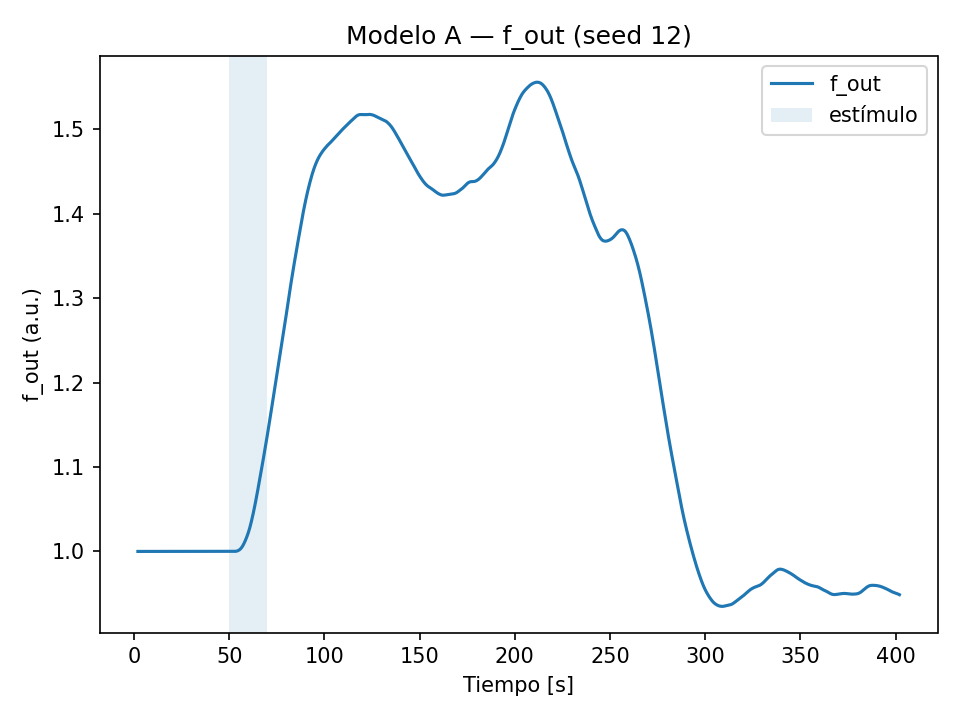 Modelo A — f_out (seed 12)
f_out
estímulo
f_out (a.u.)
1.5
1.4
1.3
1.2
1.1
1.0
0 50 100 150 200 250 300 350 400
Tiempo [s]